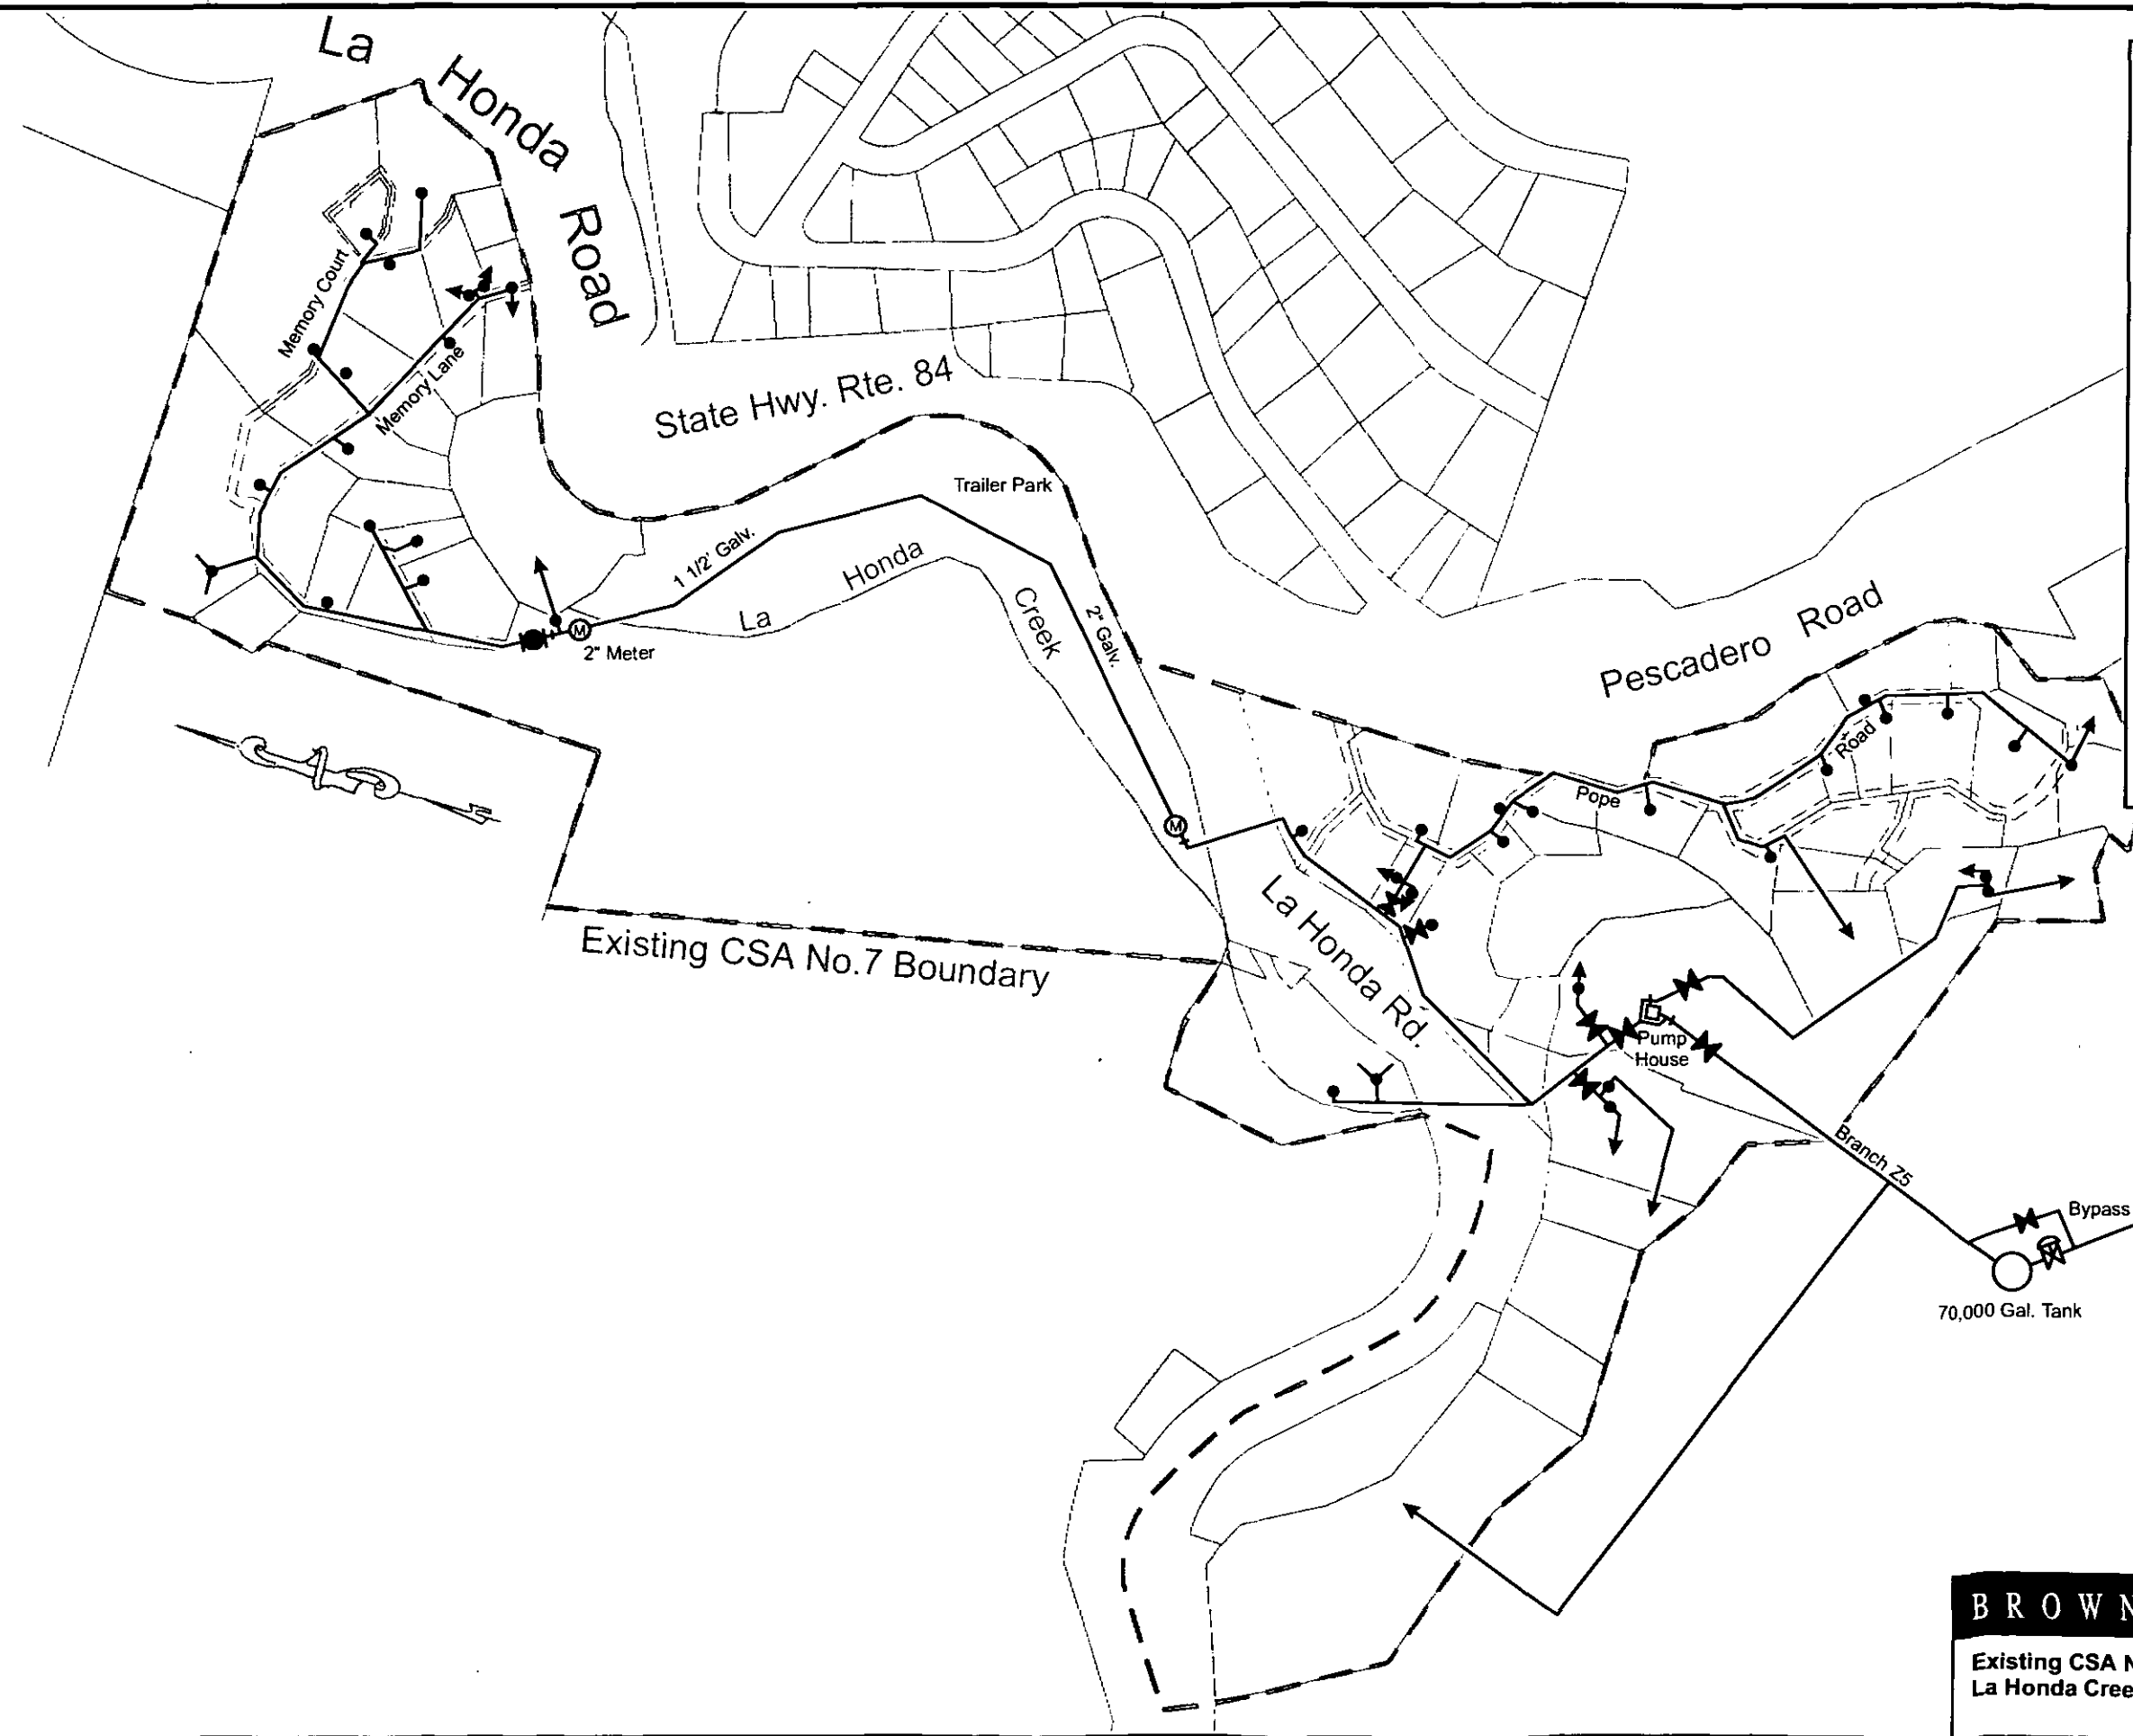 La Honda Road
Memory Court
Memory Lane
State Hwy. Rte. 84
Trailer Park
1 1/2' Galv.
La Honda Creek
2" Galv.
M
2" Meter
Pescadero Road
Pope Road
M
Existing CSA No.7 Boundary
La Honda Rd.
Pump
House
Branch Z5
Bypass
70,000 Gal. Tank
BROWN
Existing CSA N
La Honda Cree